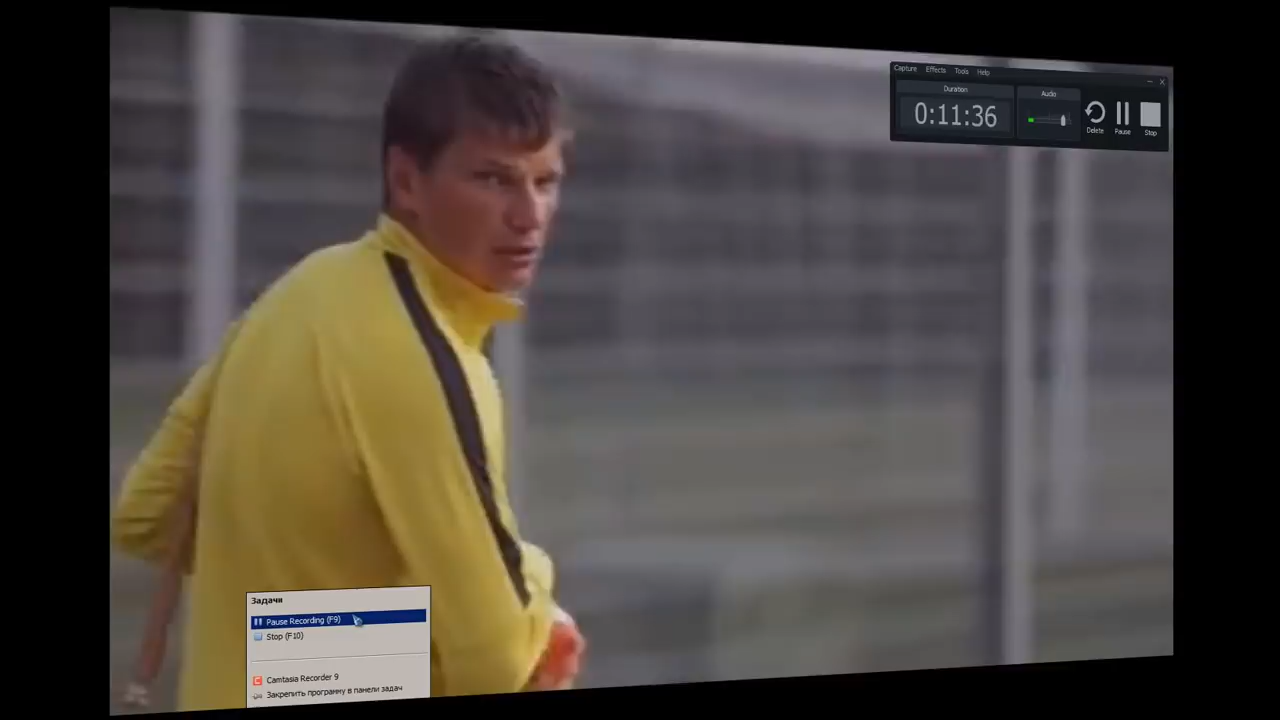 Capture Effects Tools Help
Duration
Audio
0:11:36
Delete
Pause
Stop
Задачи
Pause Recording (F9)
Stop (F10)
Camtasia Recorder 9
Закрепить программу в панели задач